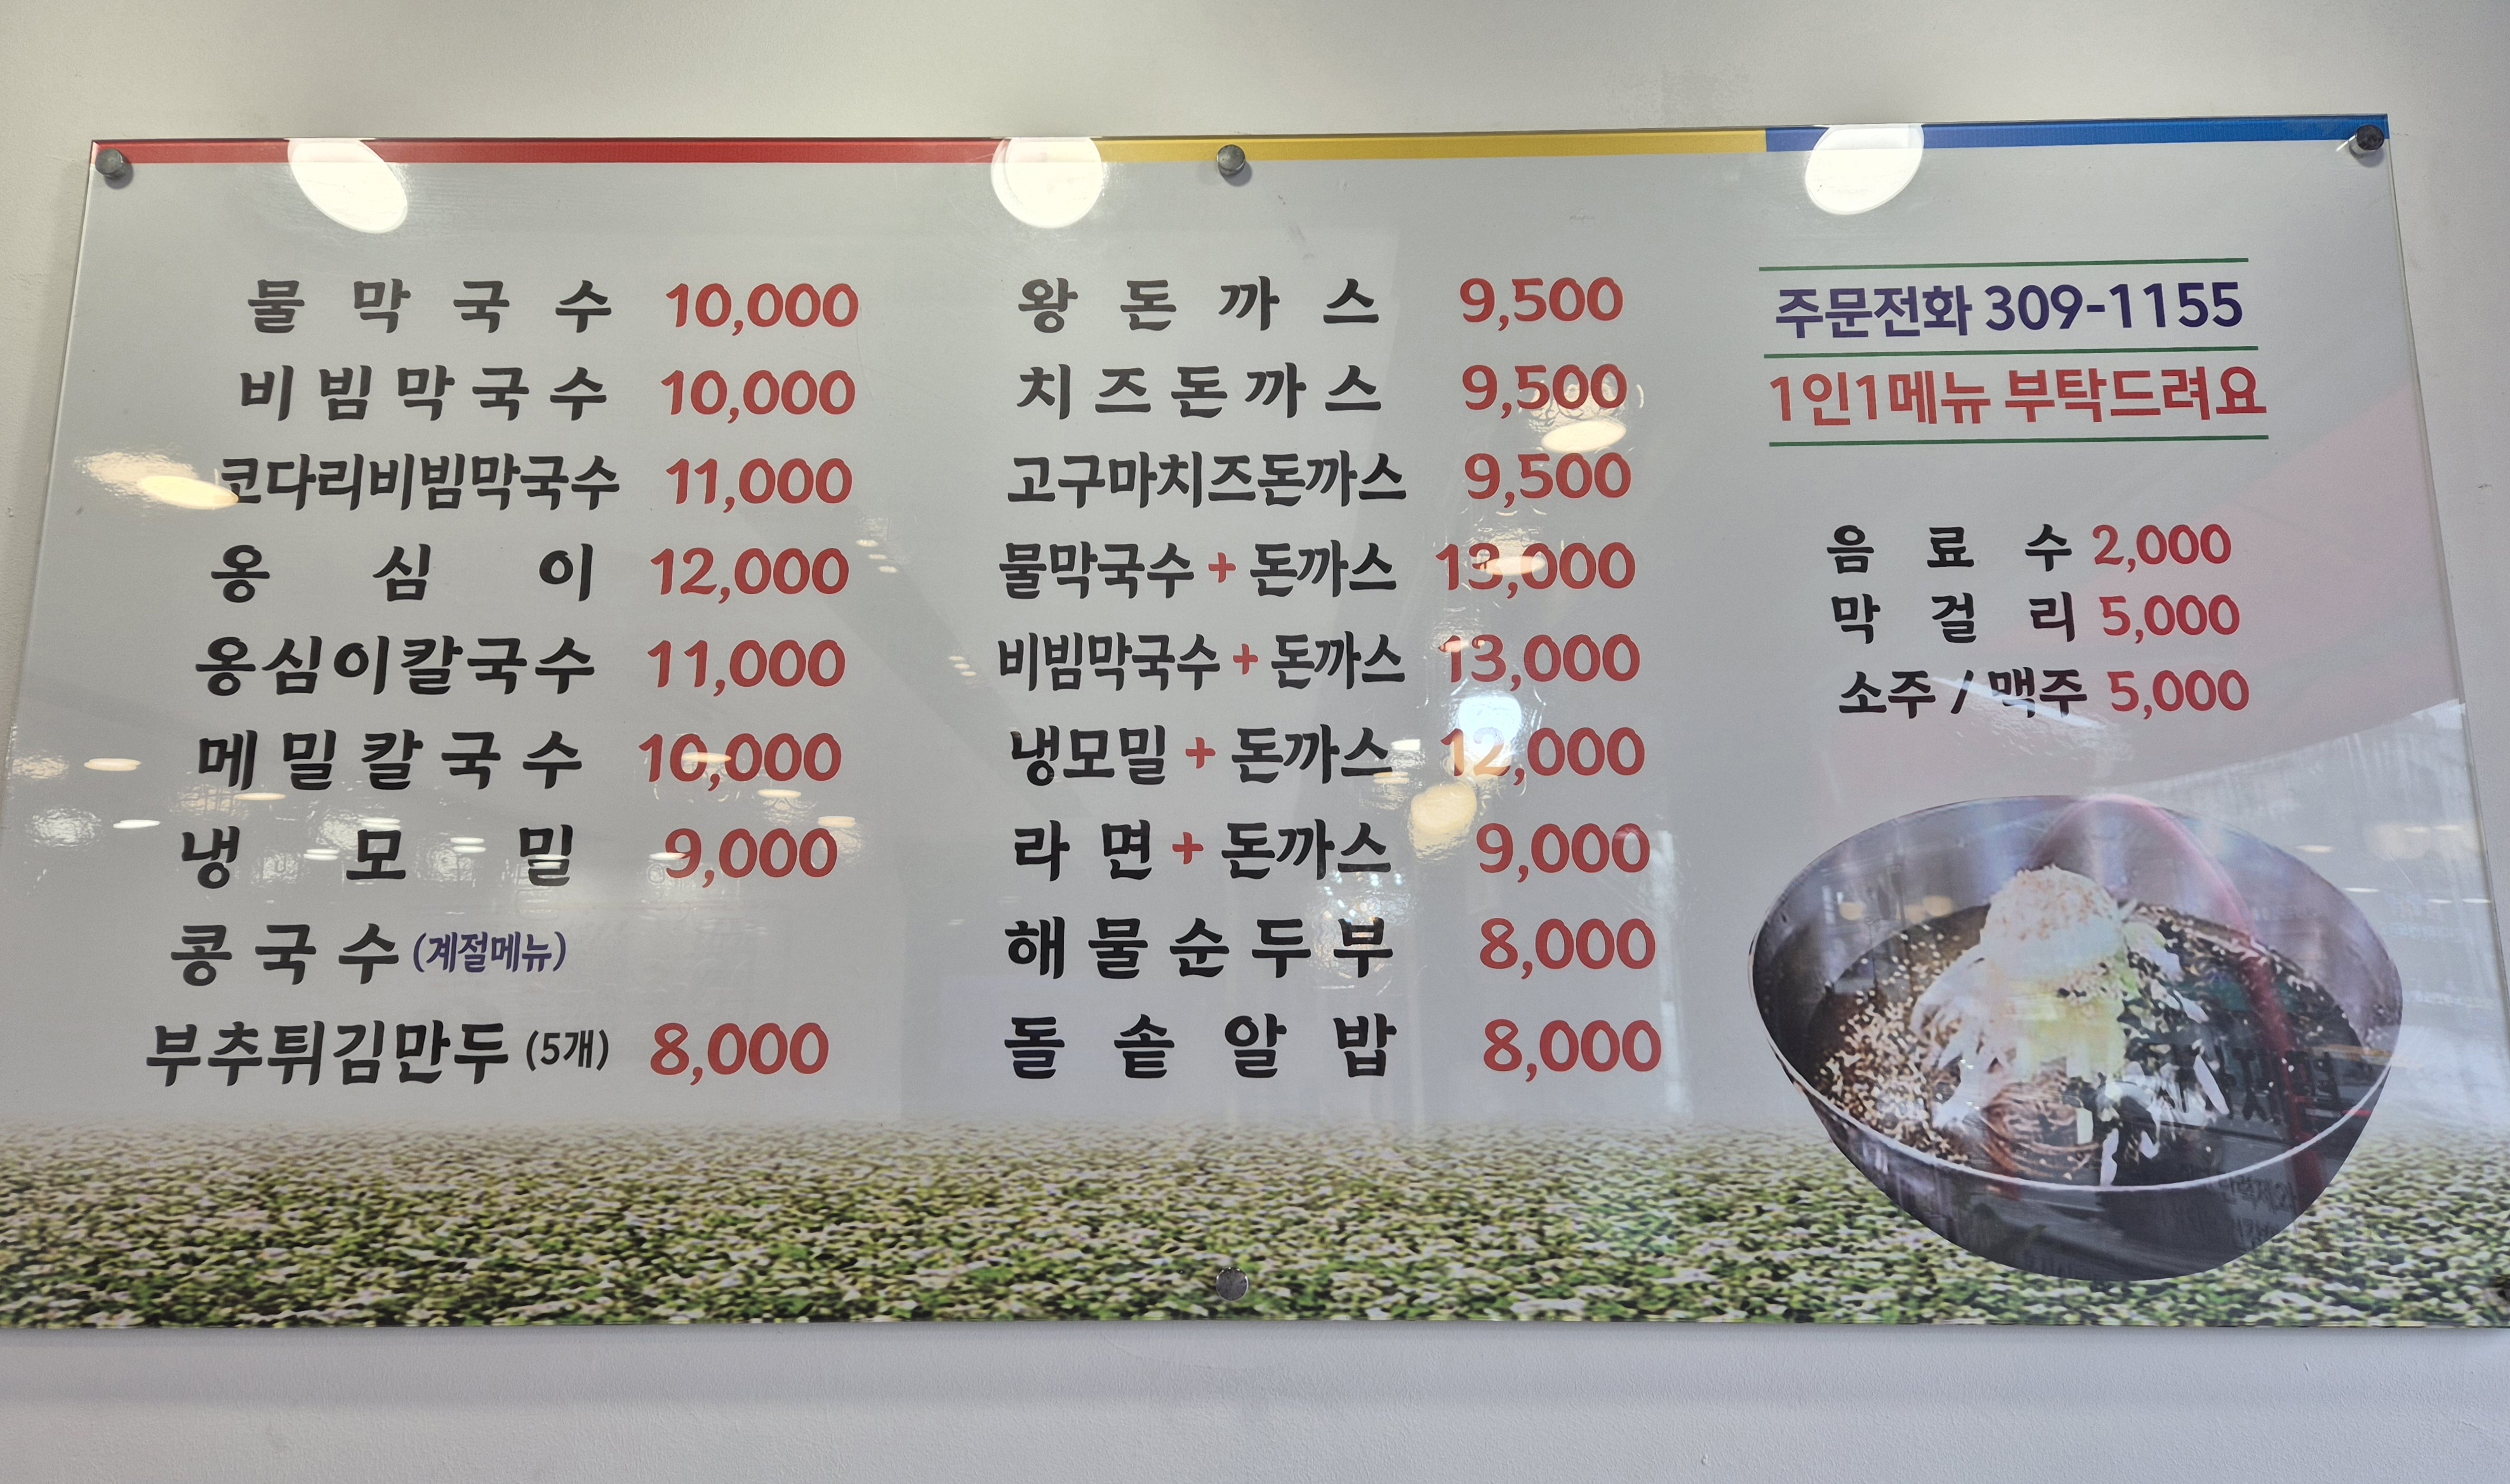 물막국수 10,000
비빔막국수 10,000
코다리비빔막국수 11,000
옹심이 12,000
옹심이칼국수 11,000
메밀칼국수 10,000
냉모밀 9,000
콩국수 (계절메뉴)
부추튀김만두 (5개) 8,000
왕돈까스 9,500
치즈돈까스 9,500
고구마치즈돈까스 9,500
물막국수 + 돈까스 13,000
비빔막국수 + 돈까스 13,000
냉모밀 + 돈까스 12,000
라면 + 돈까스 9,000
해물순두부 8,000
돌솥알밥 8,000
주문전화 309-1155
1인1메뉴 부탁드려요
음료수 2,000
막걸리 5,000
소주 / 맥주 5,000